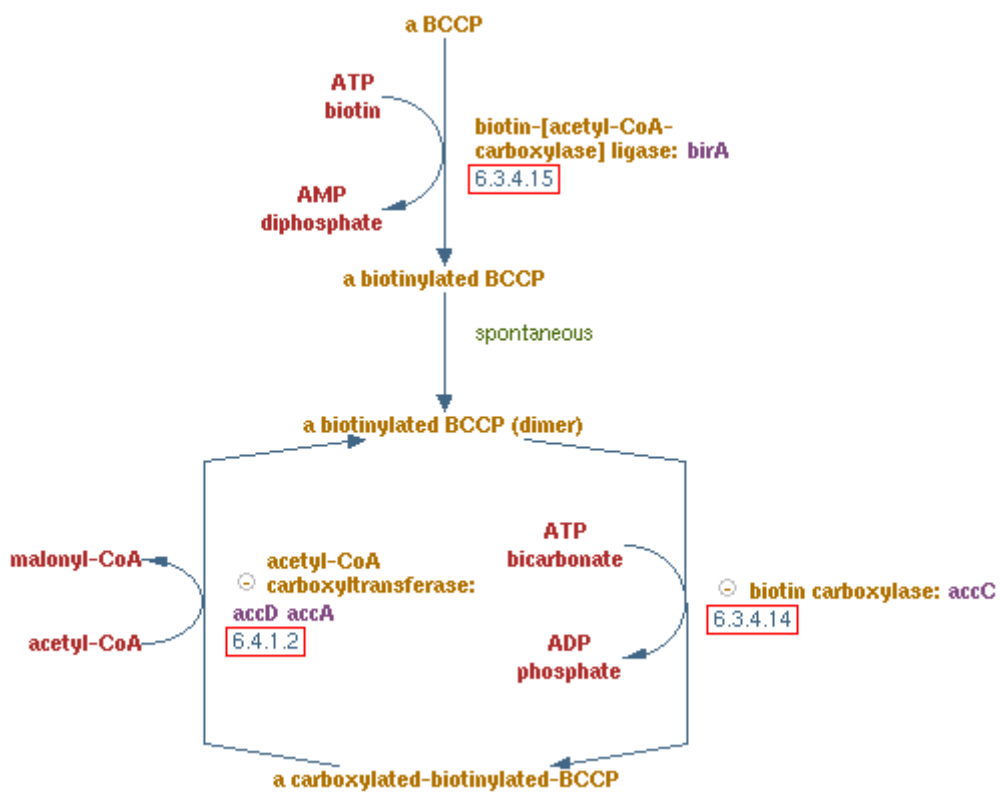 a BCCP
ATP
biotin
biotin-[acetyl-CoA-
carboxylase] ligase: birA
6.3.4.15
AMP
diphosphate
a biotinylated BCCP
spontaneous
a biotinylated BCCP (dimer)
malonyl-CoA
acetyl-CoA
acetyl-CoA
carboxyltransferase:
accD accA
6.4.1.2
ATP
bicarbonate
ADP
phosphate
biotin carboxylase: accC
6.3.4.14
a carboxylated-biotinylated-BCCP